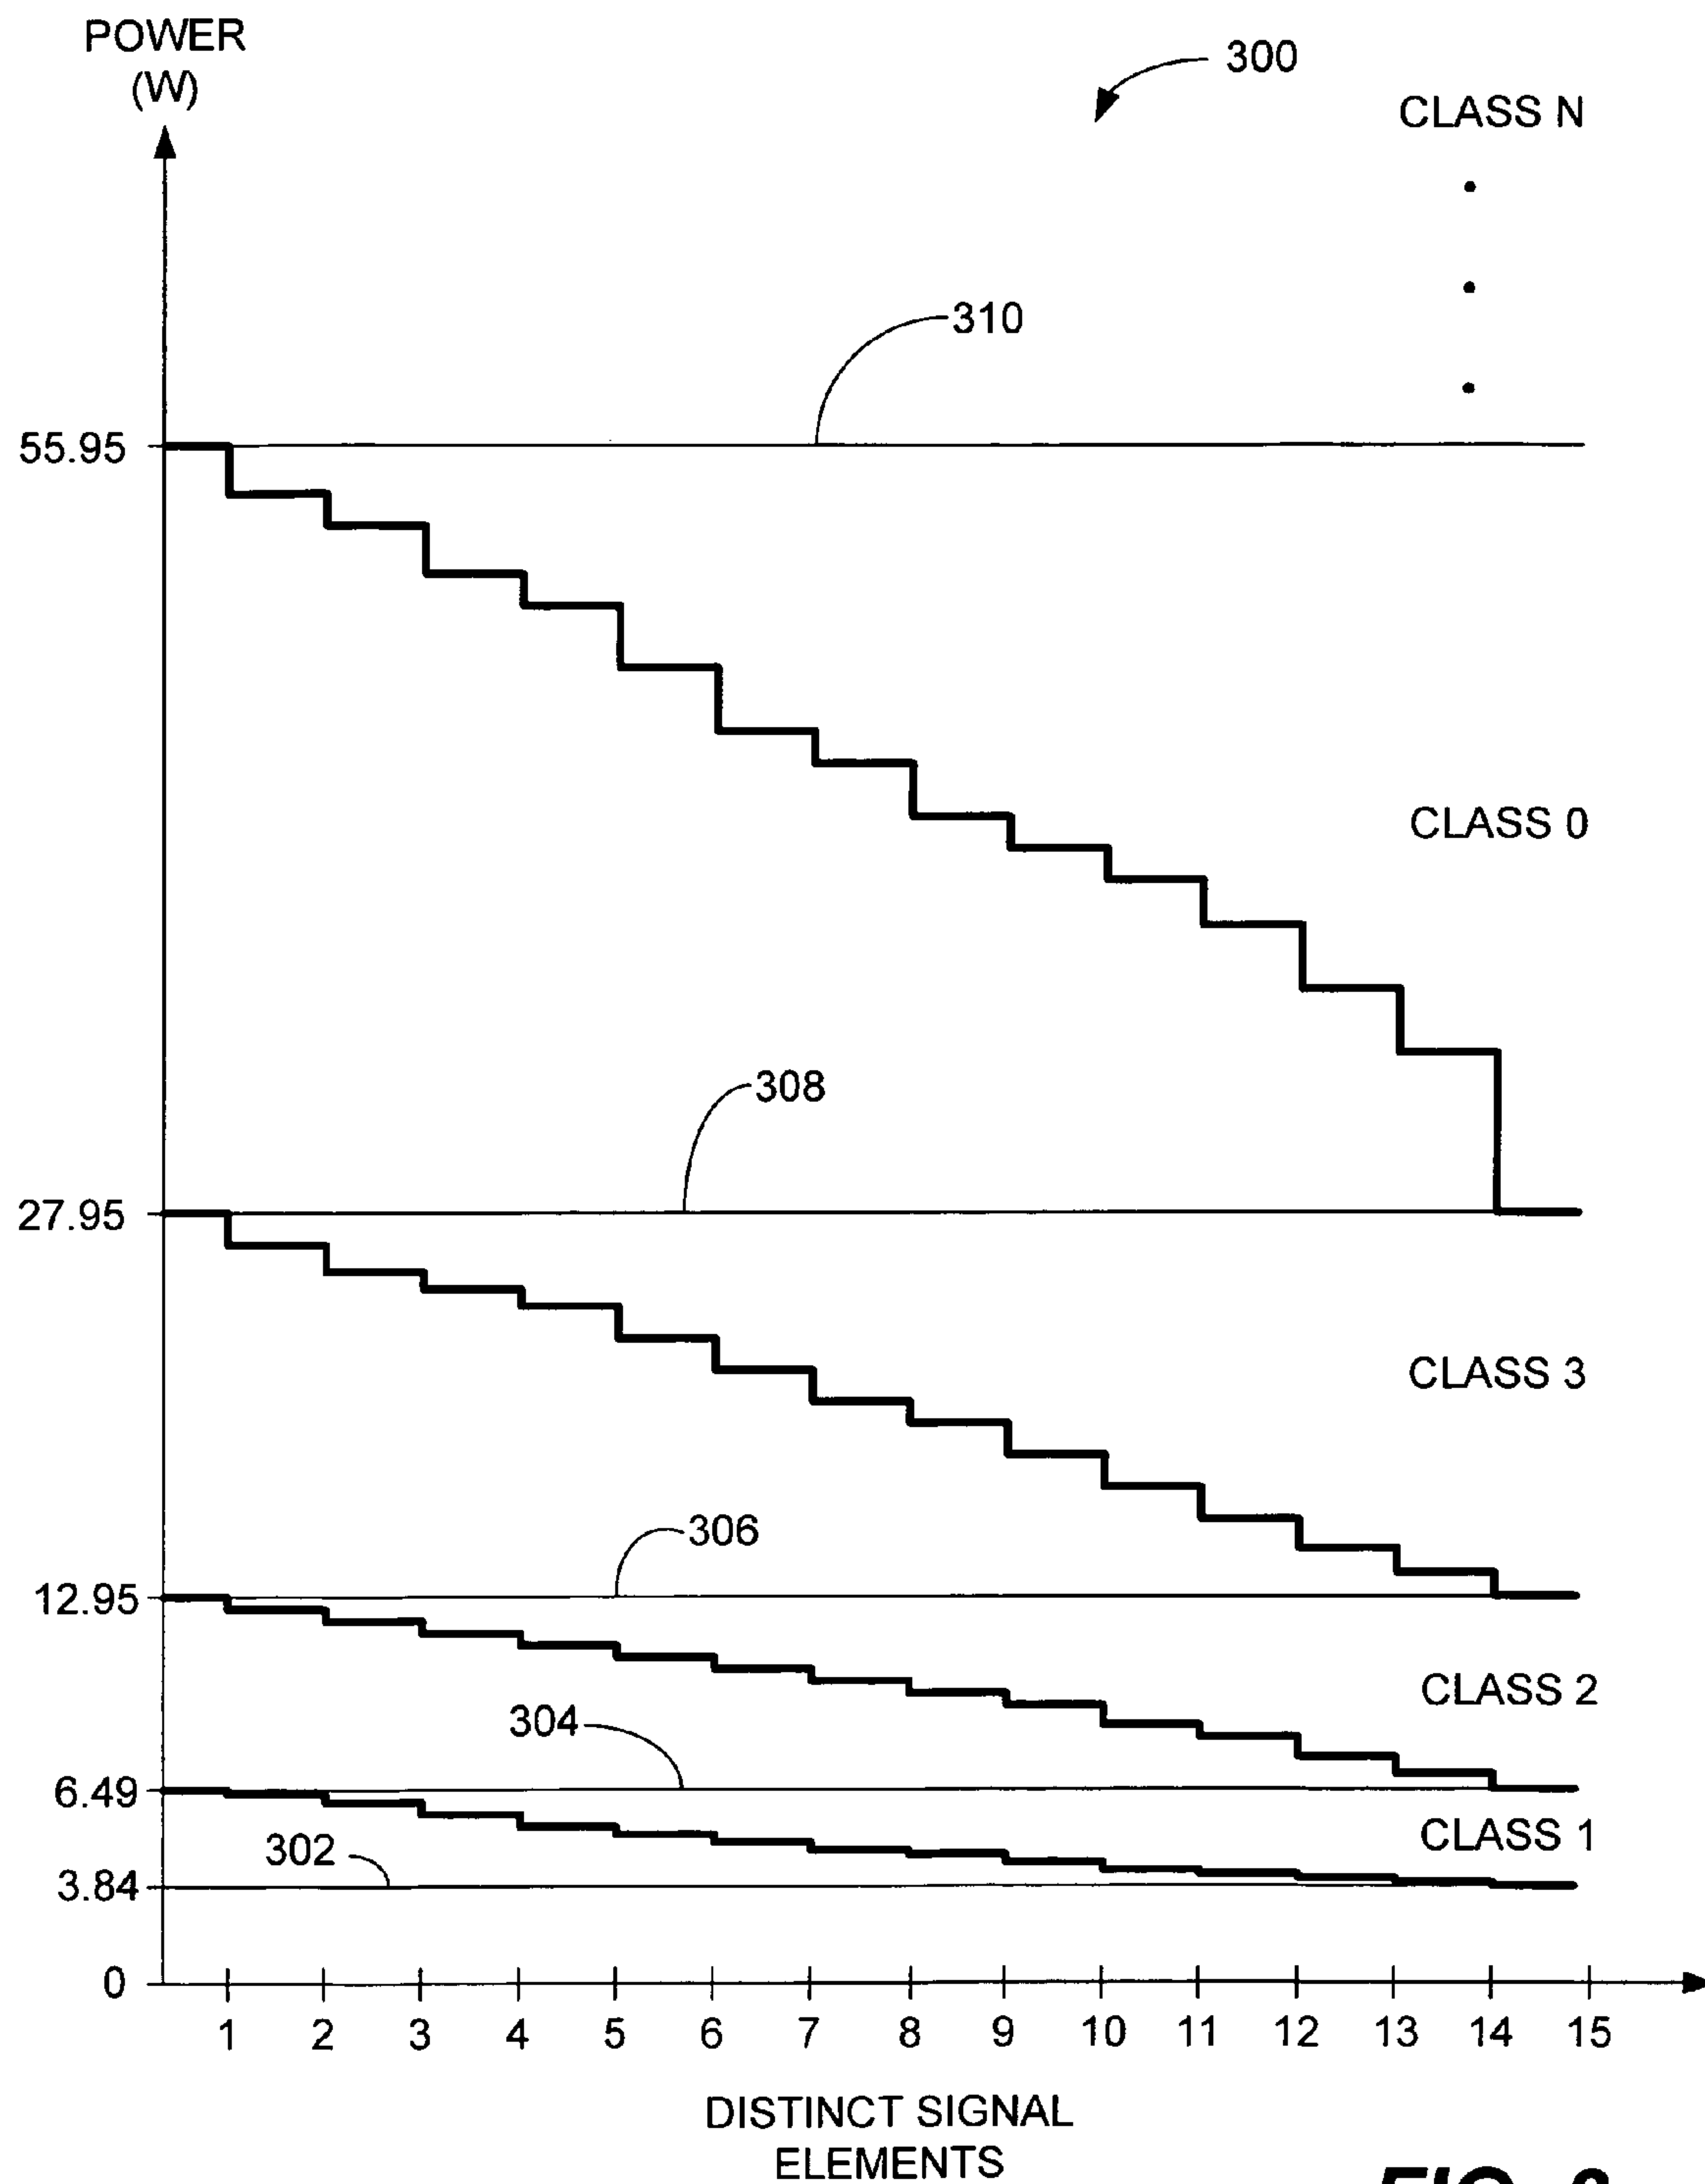 POWER
(W)
300
CLASS N
310
55.95
CLASS 0
308
27.95
CLASS 3
306
12.95
CLASS 2
304
6.49
CLASS 1
302
3.84
0
1 2 3 4 5 6 7 8 9 10 11 12 13 14 15
DISTINCT SIGNAL
ELEMENTS